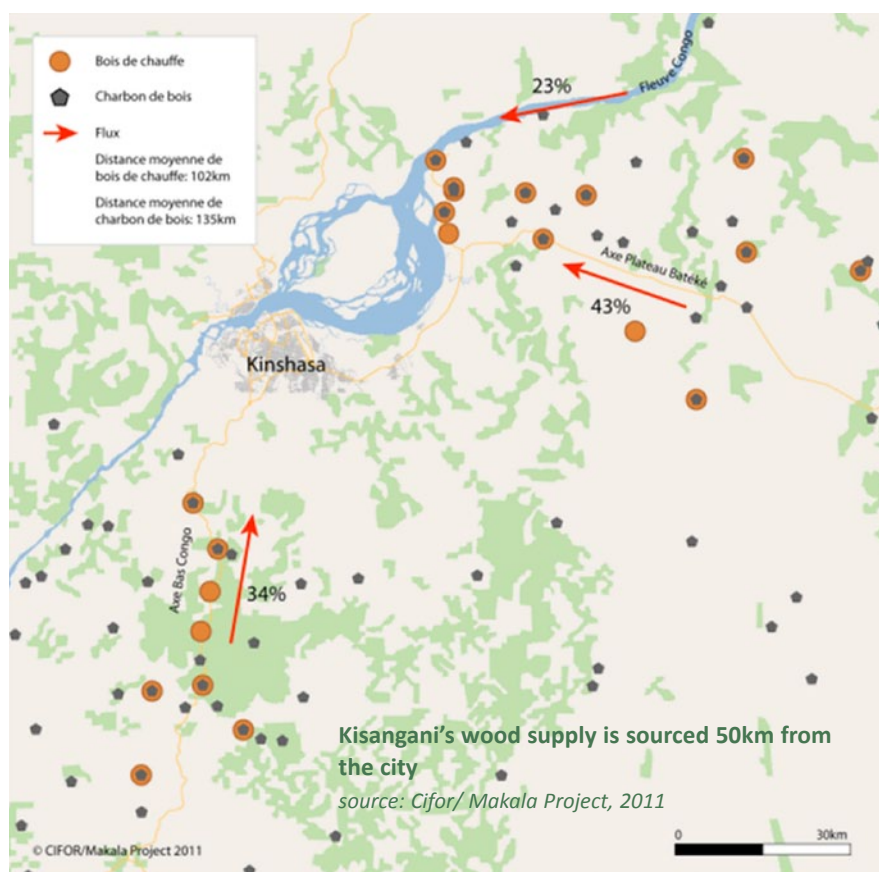 Bois de chauffe
Charbon de bois
Flux
Distance moyenne de
bois de chauffe: 102km
Distance moyenne de
charbon de bois: 135km
23%
Fleuve Congo
Axe Plateau Batéké
43%
Kinshasa
Axe Bas Congo
34%
Kisangani’s wood supply is sourced 50km from
the city
source: Cifor/ Makala Project, 2011
0 30km
© CIFOR/Makala Project 2011